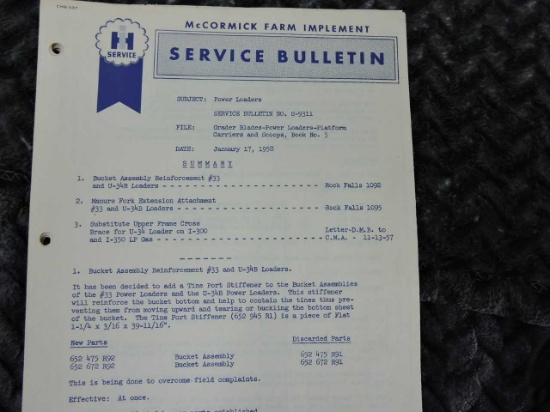 McCORMICK FARM IMPLEMENT
IH
SERVICE
SERVICE BULLETIN
SUBJECT: Power Loaders
SERVICE BULLETIN NO. S-9311
FILE: Grader Blades-Power Loaders-Platform
Carriers and Scoops, Book No. 5
DATE: January 17, 1958
SUMMARY
1. Bucket Assembly Reinforcement #33
and U-34B Loaders - - - - - - - - - - - - - - - - - - - Rock Falls 1098
2. Manure Fork Extension Attachment
#33 and U-34B Loaders - - - - - - - - - - - - - - - - - Rock Falls 1095
3. Substitute Upper Frame Cross
Brace for U-34 Loader on I-300 Letter-D.M.B. to
and I-350 LP Gas - - - - - - - - - - - - - - - - - - - C.M.A. - 11-13-57
- - - - - - -
1. Bucket Assembly Reinforcement #33 and U-34B Loaders.
It has been decided to add a Tine Port Stiffener to the Bucket Assemblies
of the #33 Power Loaders and the U-34B Power Loaders. This stiffener
will reinforce the bucket bottom and help to contain the tines thus pre-
venting them from moving upward and tearing or buckling the bottom sheet
of the bucket. The Tine Port Stiffener (652 945 R1) is a piece of Flat
1-1/4 x 3/16 x 39-11/16".
New Parts Discarded Parts
652 475 R92 Bucket Assembly 652 475 R91
652 672 R92 Bucket Assembly 652 672 R91
This is being done to overcome field complaints.
Effective: At once.